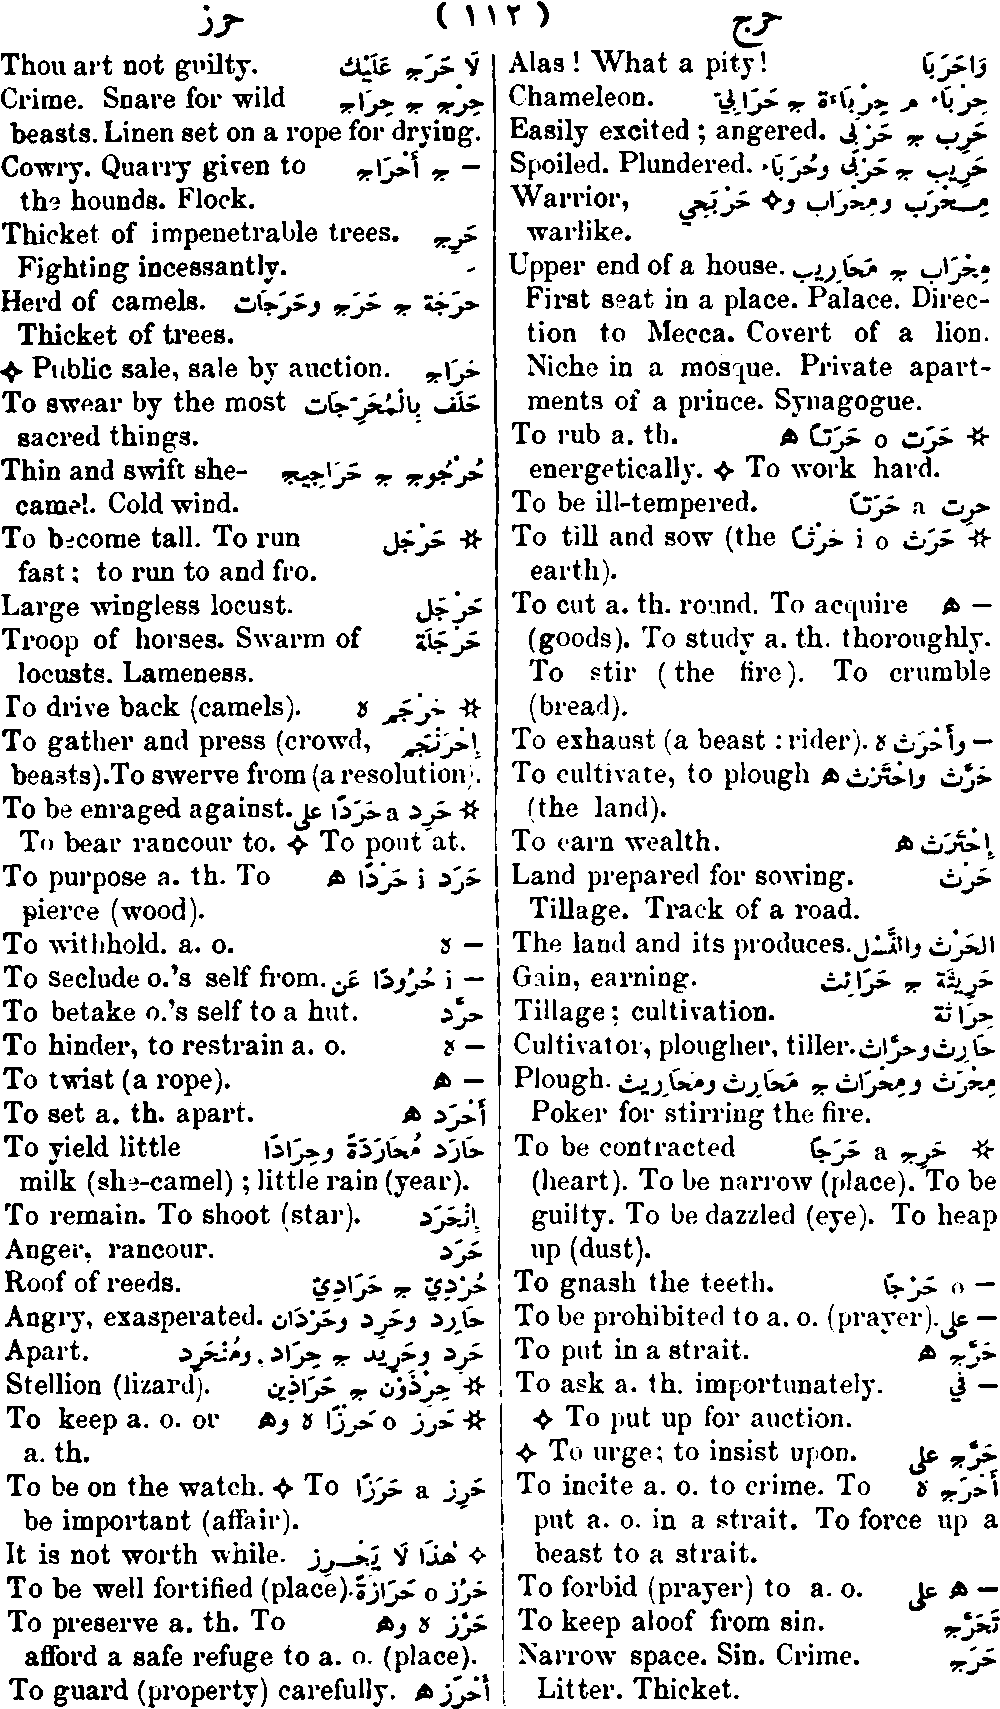 حرج ( ١١٢ ) حرز
Alas! What a pity! وَاحَرَبَا
Chameleon. حِرْبَاء م حِرْبَاءة ج حَرَابِيّ
Easily excited; angered. حَرِب ج حَرْبَى
Spoiled. Plundered. حَرِيب ج حَرْبَى وحُرَبَاء
Warrior, مِحْرَب ومِحْرَاب و✧ حَرْبَجِي
warlike.
Upper end of a house. مِحْرَاب ج مَحَارِيب
First seat in a place. Palace. Direc-
tion to Mecca. Covert of a lion.
Niche in a mosque. Private apart-
ments of a prince. Synagogue.
To rub a. th. ☆ حَرَت o حَرْتًا ه
energetically. ✧ To work hard.
To be ill-tempered. حرِت a حَرَتًا
To till and sow (the ☆ حَرَث i o حَرْثًا
earth).
To cut a. th. round. To acquire — ه
(goods). To study a. th. thoroughly.
To stir (the fire). To crumble
(bread).
To exhaust (a beast : rider). — وأَحْرَث ه
To cultivate, to plough حَرَّث واحْتَرَث ه
(the land).
To earn wealth. إِحْتَرَث ه
Land prepared for sowing. حَرْث
Tillage. Track of a road.
The land and its produces. الحَرْث والنَّسْل
Gain, earning. حَرِيثَة ج حَرَائِث
Tillage; cultivation. حِرَاثَة
Cultivator, plougher, tiller. حَارِث وحرَّاث
Plough. مِحْرَث ومِحْرَاث ج مَحَارِث ومَحَارِيث
Poker for stirring the fire.
To be contracted ☆ حَرِج a حَرَجًا
(heart). To be narrow (place). To be
guilty. To be dazzled (eye). To heap
up (dust).
To gnash the teeth. — o حَرْجًا
To be prohibited to a. o. (prayer). — على
To put in a strait. حَرَّج ه
To ask a. th. importunately. — في
✧ To put up for auction.
✧ To urge; to insist upon. حَرَّج على
To incite a. o. to crime. To أَحْرَج ه
put a. o. in a strait. To force up a
beast to a strait.
To forbid (prayer) to a. o. — ه على
To keep aloof from sin. تَحَرَّج
Narrow space. Sin. Crime. حَرَج
Litter. Thicket.
Thou art not guilty. لَا حَرَج عَلَيْكَ
Crime. Snare for wild حِرْج ج حِرَاج
beasts. Linen set on a rope for drying.
Cowry. Quarry given to — ج أَحْرَاج
the hounds. Flock.
Thicket of impenetrable trees. حَرِج
Fighting incessantly.
Herd of camels. حرَجَة ج حَرَج وحَرَجَات
Thicket of trees.
✧ Public sale, sale by auction. حَرَاج
To swear by the most حَلَف بِالْمُحَرِّجَات
sacred things.
Thin and swift she- حُرْجُوج ج حَرَاجِيج
camel. Cold wind.
To become tall. To run ☆ حَرْجَل
fast; to run to and fro.
Large wingless locust. حَرْجَل
Troop of horses. Swarm of حَرْجَلَة
locusts. Lameness.
To drive back (camels). ☆ حَرْجَم ه
To gather and press (crowd, إِحْرَنْجَم
beasts). To swerve from (a resolution).
To be enraged against. ☆ حَرِد a حَرَدًا على
To bear rancour to. ✧ To pout at.
To purpose a. th. To حَرَد i حَرْدًا ه
pierce (wood).
To withhold. a. o. — ه
To seclude o.'s self from. — i حُرُودًا عَن
To betake o.'s self to a hut. حرَّد
To hinder, to restrain a. o. — ه
To twist (a rope). — ه
To set a. th. apart. أَحْرَد ه
To yield little حَارَد مُحَارَدَةً وحِرَادًا
milk (she-camel); little rain (year).
To remain. To shoot (star). إِنْحَرَد
Anger, rancour. حَرَد
Roof of reeds. حُرْدِيّ ج حَرَادِيّ
Angry, exasperated. حَارِد وحَرِد وحَرْدَان
Apart. حَرِد وحَرِيد ج حِرَاد, ومُنْحَرِد
Stellion (lizard). ☆ حِرْذَوْن ج حَرَاذِين
To keep a. o. or ☆ حَرز o حَرزًا ه وه
a. th.
To be on the watch. ✧ To حَرِز a حَرَزًا
be important (affair).
It is not worth while. ✧ هٰذَا لَا يَحْرِز
To be well fortified (place). حَرُز o حَرَازَةً
To preserve a. th. To حَرَّز ه وه
afford a safe refuge to a. o. (place).
To guard (property) carefully. أَحْرَز ه